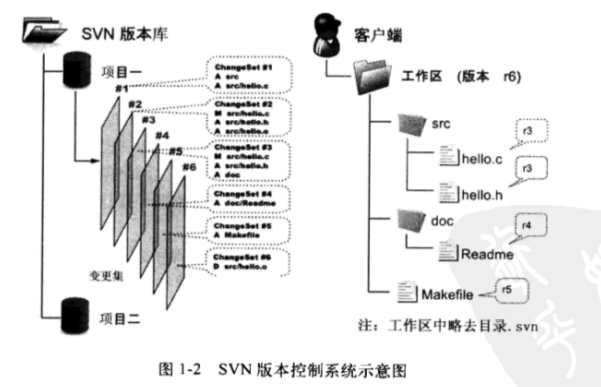 SVN 版本库
项目一
#1
#2
#3
#4
#5
#6
ChangeSet #1
A src
A src/hello.c
ChangeSet #2
M src/hello.c
A src/hello.h
A src/hello.o
ChangeSet #3
M src/hello.c
A src/hello.h
A doc
ChangeSet #4
A doc/Readme
ChangeSet #5
A Makefile
ChangeSet #6
D src/hello.o
变更集
项目二
客户端
工作区 (版本 r6)
src
r3
hello.c
r3
hello.h
doc
r4
Readme
Makefile
r5
注: 工作区中略去目录.svn
图 1-2 SVN 版本控制系统示意图